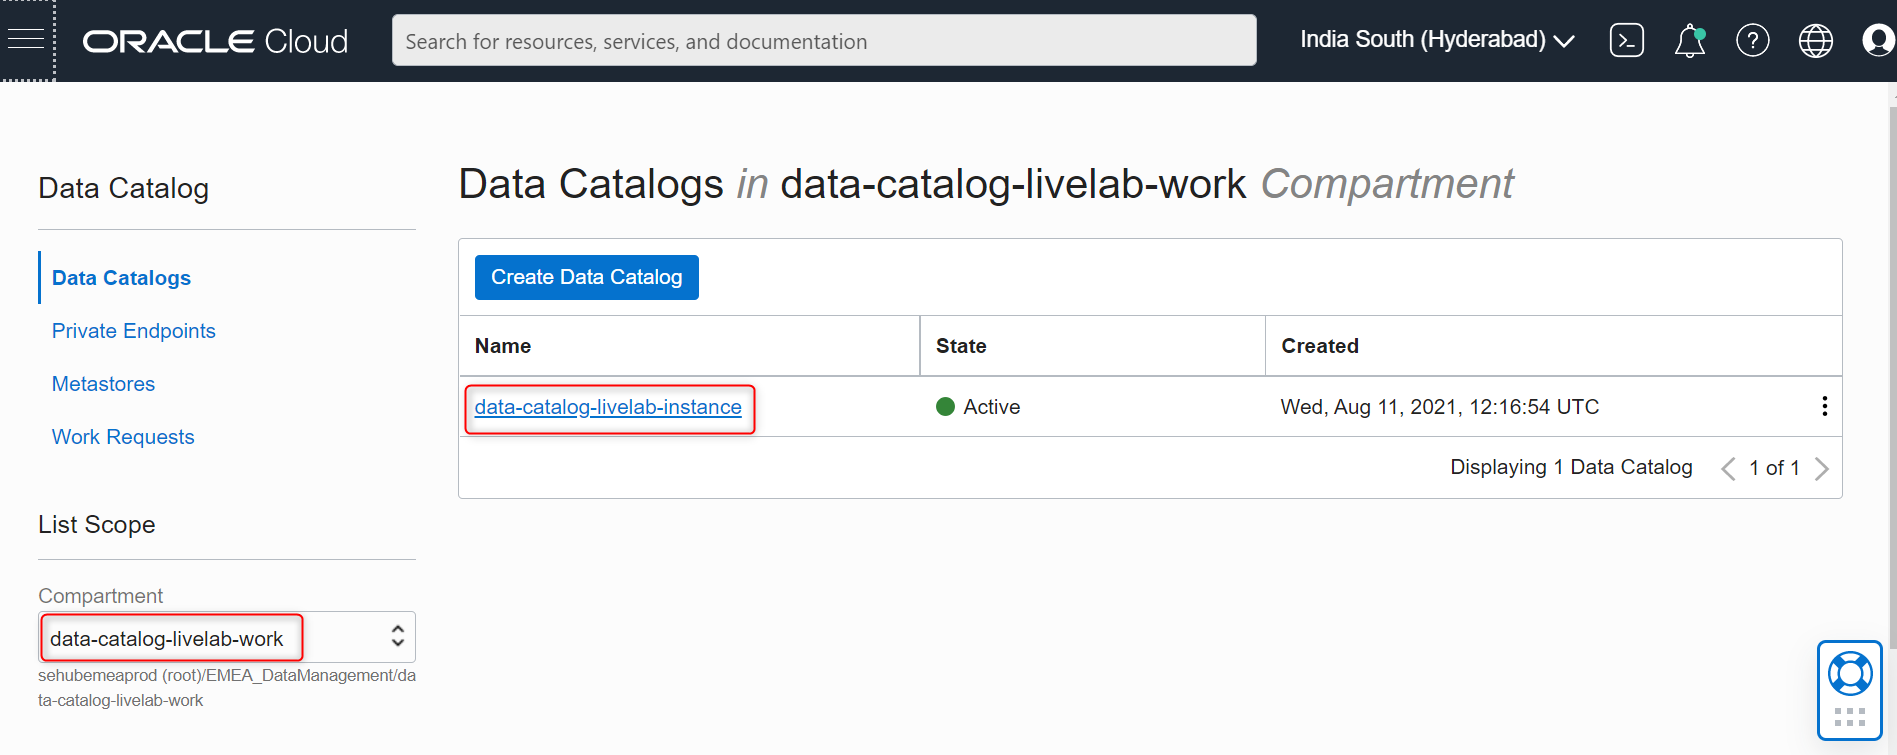 ORACLE Cloud
Search for resources, services, and documentation
India South (Hyderabad)
Data Catalog
Data Catalogs
Private Endpoints
Metastores
Work Requests
List Scope
Compartment
data-catalog-livelab-work
sehubemeaprod (root)/EMEA_DataManagement/da
ta-catalog-livelab-work
Data Catalogs in data-catalog-livelab-work Compartment
Create Data Catalog
Name State Created
data-catalog-livelab-instance Active Wed, Aug 11, 2021, 12:16:54 UTC
Displaying 1 Data Catalog 1 of 1